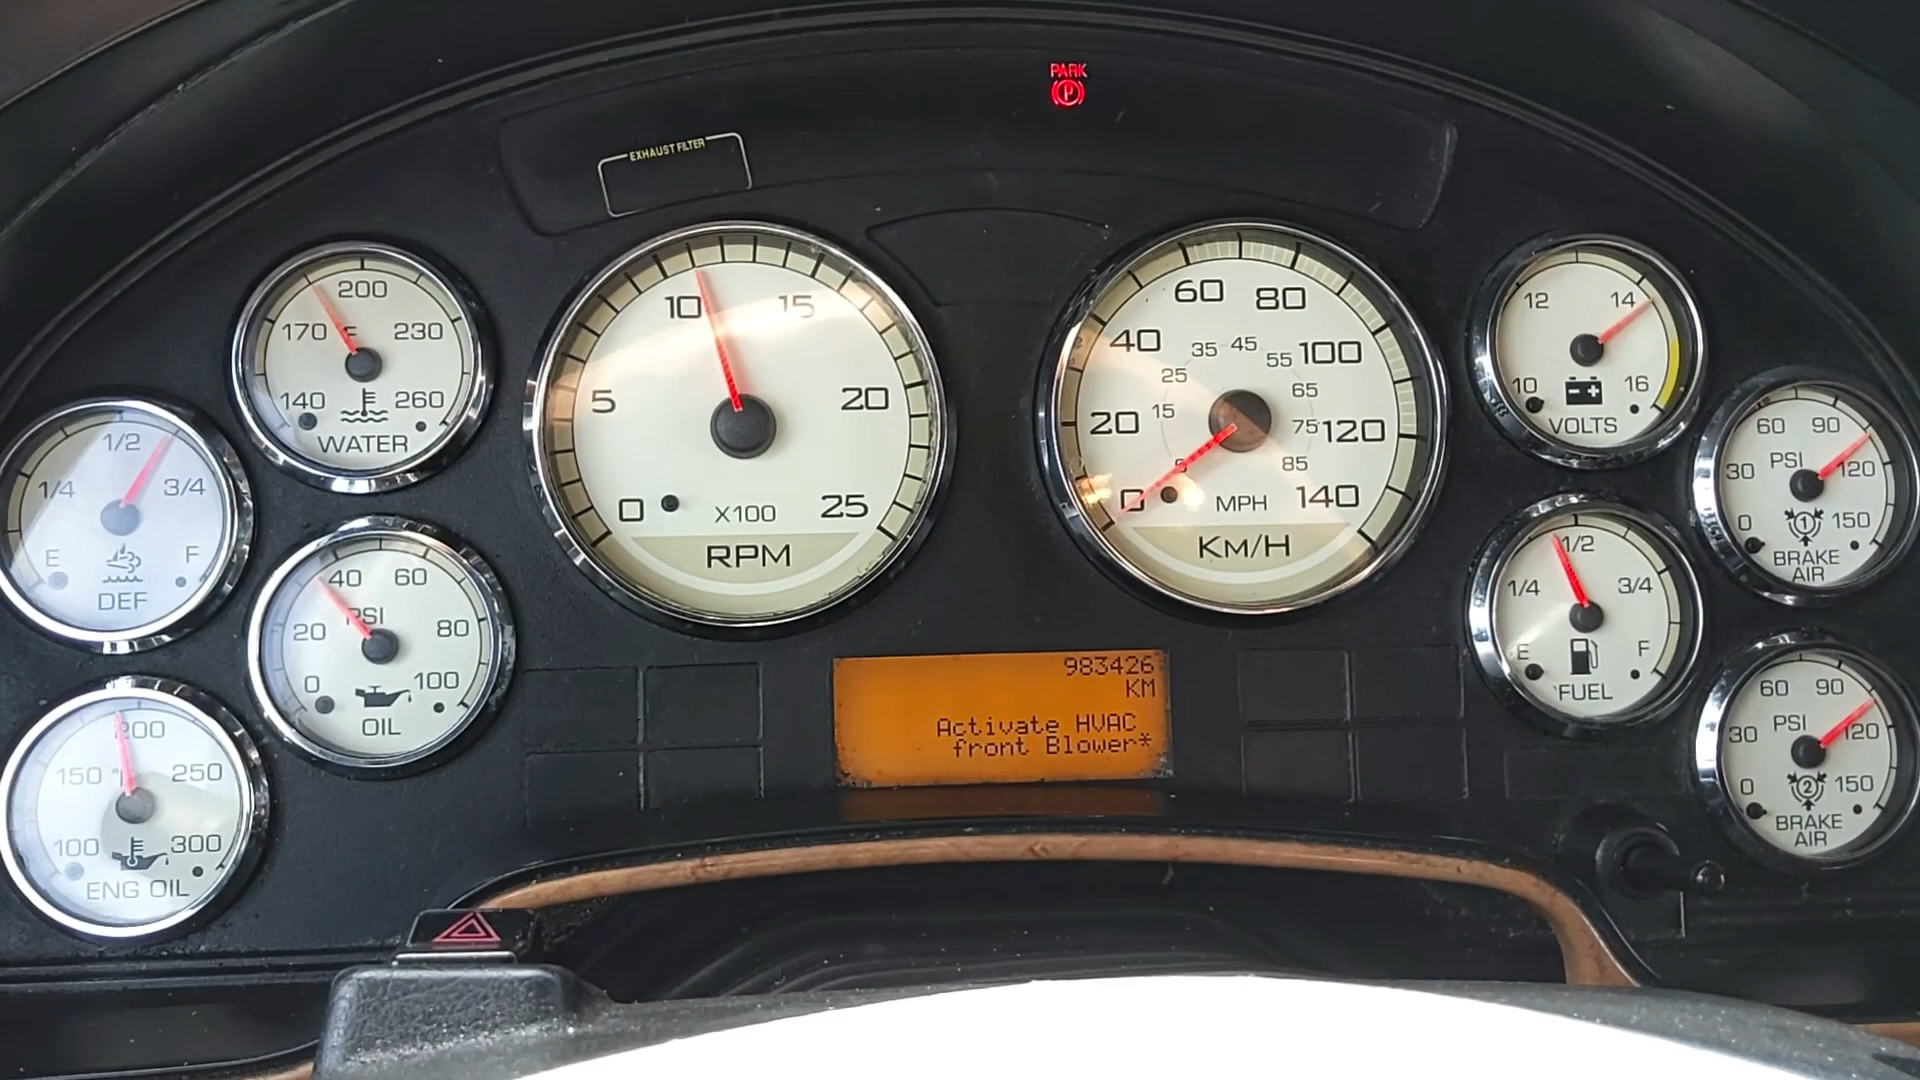 PARK
P
EXHAUST FILTER
140
170
200
230
260
°F
WATER
E
1/4
1/2
3/4
F
DEF
0
20
40
60
80
100
PSI
OIL
100
150
200
250
300
ENG OIL
0
5
10
15
20
25
X100
RPM
0
20
40
60
80
100
120
140
15
25
35
45
55
65
75
85
MPH
KM/H
983426
KM
Activate HVAC
front Blower*
10
12
14
16
VOLTS
E
1/4
1/2
3/4
F
FUEL
0
30
60
90
120
150
PSI
1
BRAKE
AIR
0
30
60
90
120
150
PSI
2
BRAKE
AIR